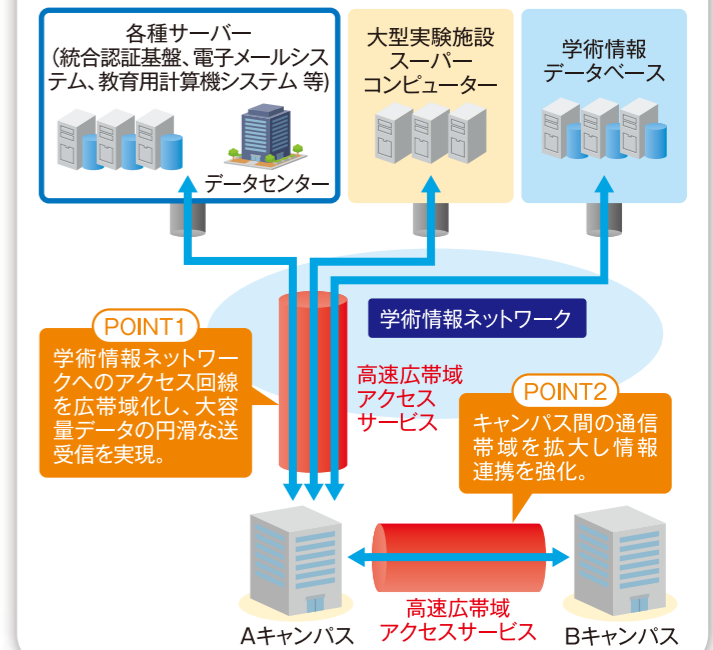 各種サーバー
(統合認証基盤、電子メールシス
テム、教育用計算機システム 等)
データセンター
大型実験施設
スーパー
コンピューター
学術情報
データベース
学術情報ネットワーク
POINT1
学術情報ネットワー
クへのアクセス回線
を広帯域化し、大容
量データの円滑な送
受信を実現。
高速広帯域
アクセス
サービス
POINT2
キャンパス間の通信
帯域を拡大し情報
連携を強化。
Aキャンパス
高速広帯域
アクセスサービス
Bキャンパス